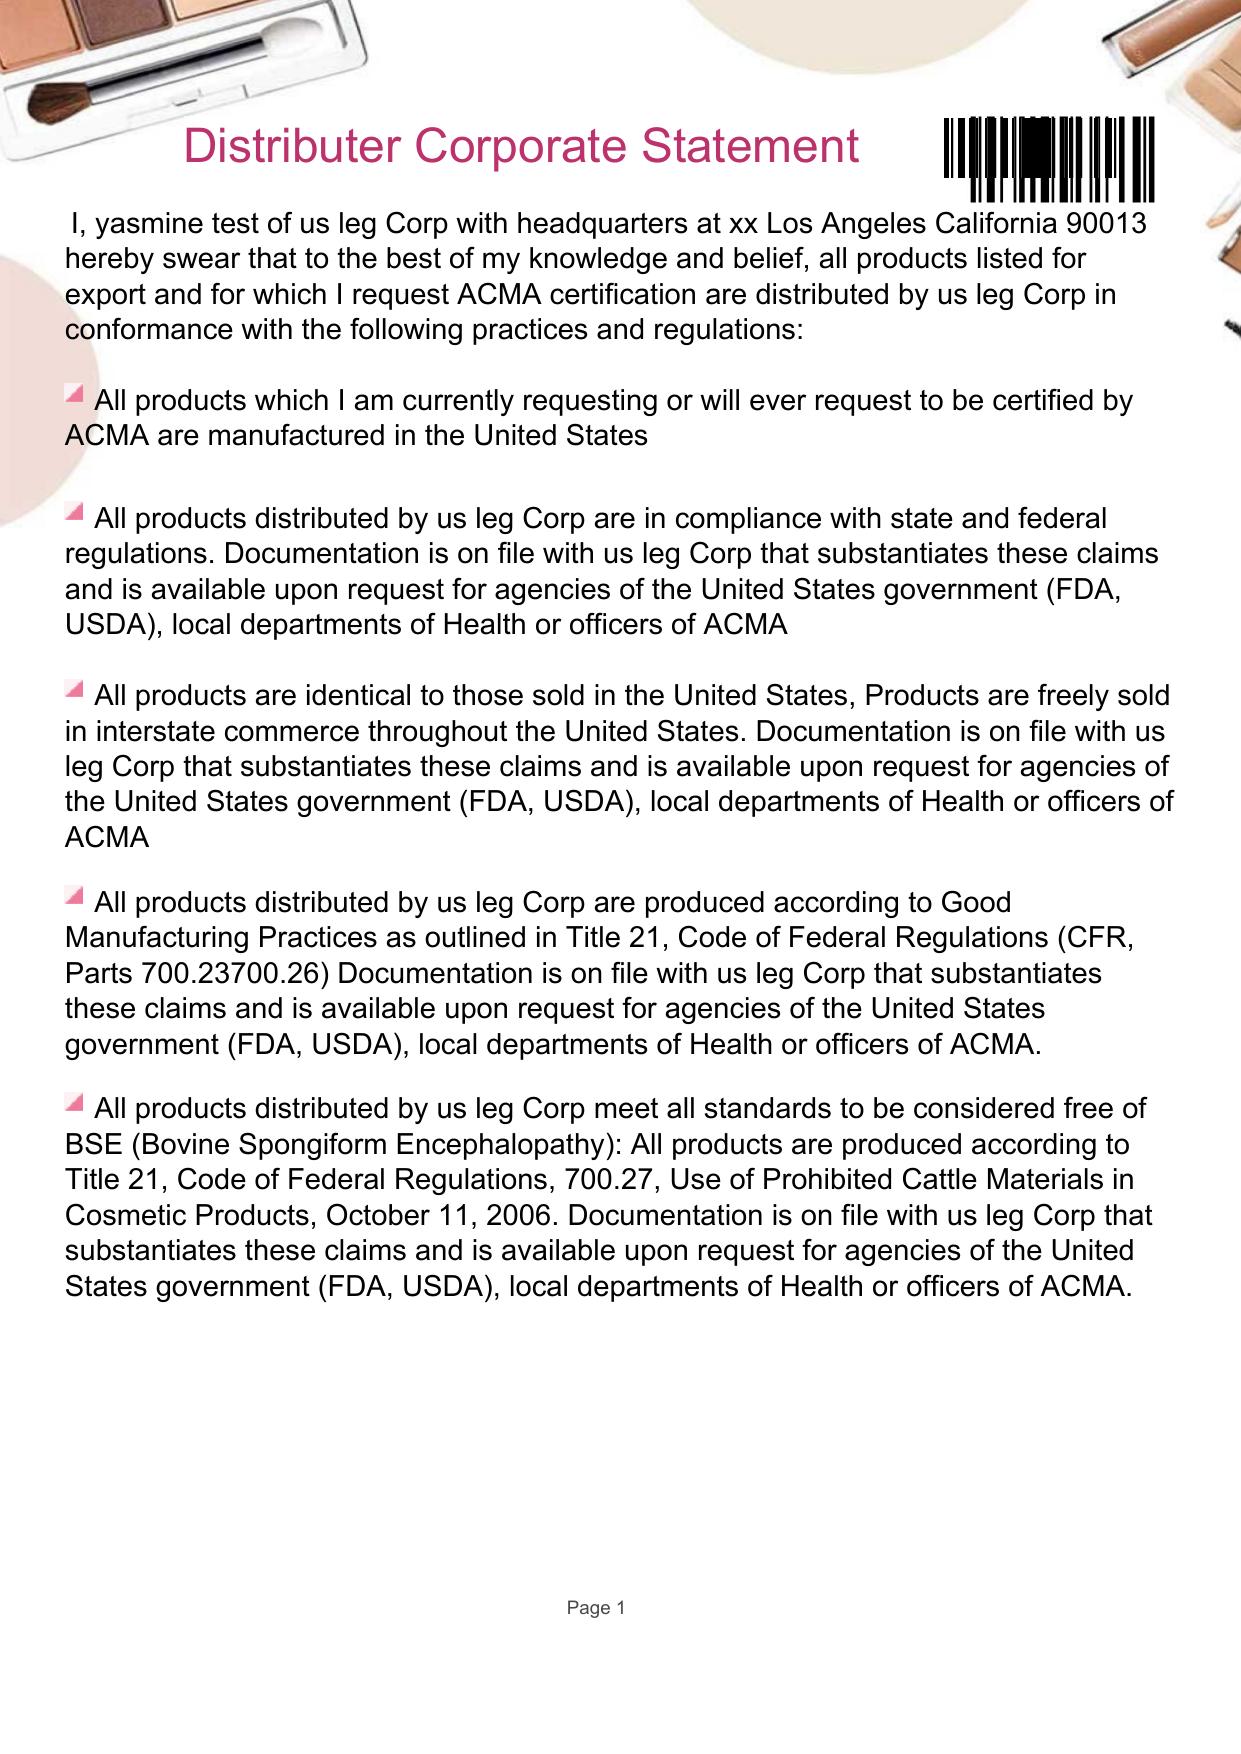 Distributer Corporate Statement
I, yasmine test of us leg Corp with headquarters at xx Los Angeles California 90013
hereby swear that to the best of my knowledge and belief, all products listed for
export and for which I request ACMA certification are distributed by us leg Corp in
conformance with the following practices and regulations:
All products which I am currently requesting or will ever request to be certified by
ACMA are manufactured in the United States
All products distributed by us leg Corp are in compliance with state and federal
regulations. Documentation is on file with us leg Corp that substantiates these claims
and is available upon request for agencies of the United States government (FDA,
USDA), local departments of Health or officers of ACMA
All products are identical to those sold in the United States, Products are freely sold
in interstate commerce throughout the United States. Documentation is on file with us
leg Corp that substantiates these claims and is available upon request for agencies of
the United States government (FDA, USDA), local departments of Health or officers of
ACMA
All products distributed by us leg Corp are produced according to Good
Manufacturing Practices as outlined in Title 21, Code of Federal Regulations (CFR,
Parts 700.23700.26) Documentation is on file with us leg Corp that substantiates
these claims and is available upon request for agencies of the United States
government (FDA, USDA), local departments of Health or officers of ACMA.
All products distributed by us leg Corp meet all standards to be considered free of
BSE (Bovine Spongiform Encephalopathy): All products are produced according to
Title 21, Code of Federal Regulations, 700.27, Use of Prohibited Cattle Materials in
Cosmetic Products, October 11, 2006. Documentation is on file with us leg Corp that
substantiates these claims and is available upon request for agencies of the United
States government (FDA, USDA), local departments of Health or officers of ACMA.
Page 1